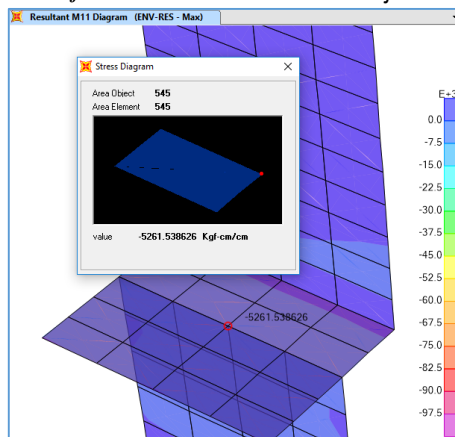 Resultant M11 Diagram (ENV-RES - Max)
Stress Diagram
Area Object 545
Area Element 545
value -5261.538626 Kgf-cm/cm
-5261.538626
E+3
0.0
-7.5
-15.0
-22.5
-30.0
-37.5
-45.0
-52.5
-60.0
-67.5
-75.0
-82.5
-90.0
-97.5